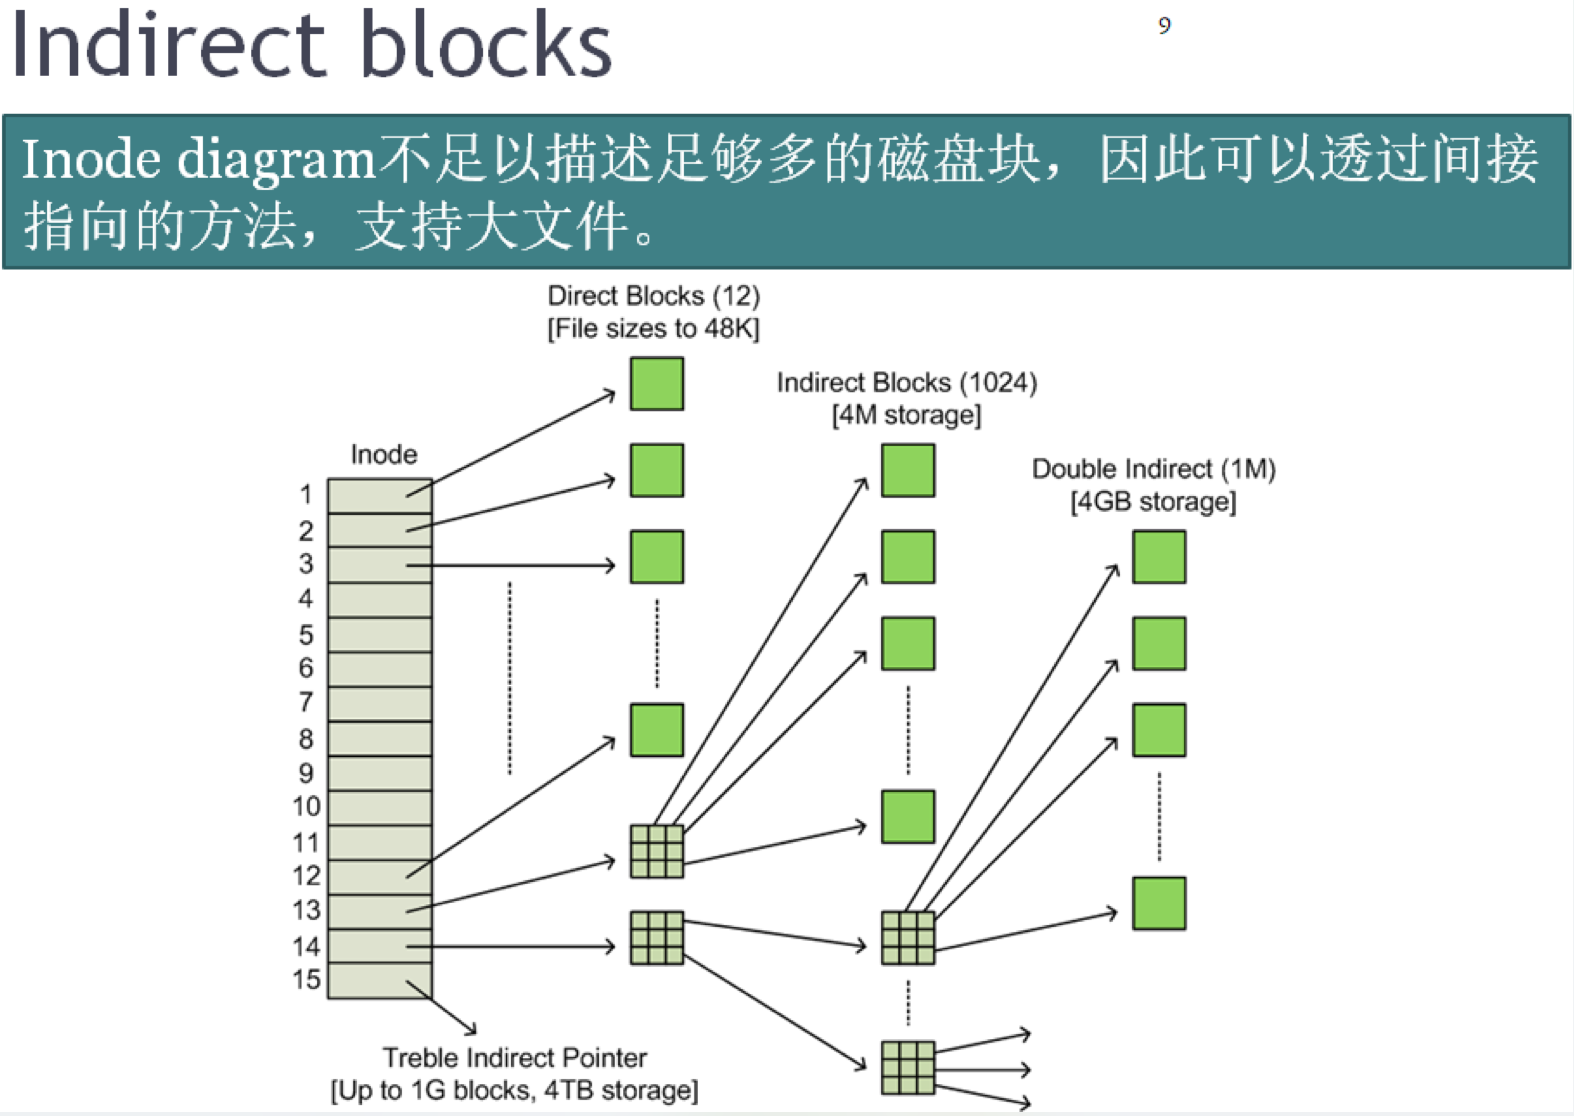 Indirect blocks
9
Inode diagram不足以描述足够多的磁盘块，因此可以透过间接
指向的方法，支持大文件。
Direct Blocks (12)
[File sizes to 48K]
Indirect Blocks (1024)
[4M storage]
Double Indirect (1M)
[4GB storage]
Inode
1
2
3
4
5
6
7
8
9
10
11
12
13
14
15
Treble Indirect Pointer
[Up to 1G blocks, 4TB storage]